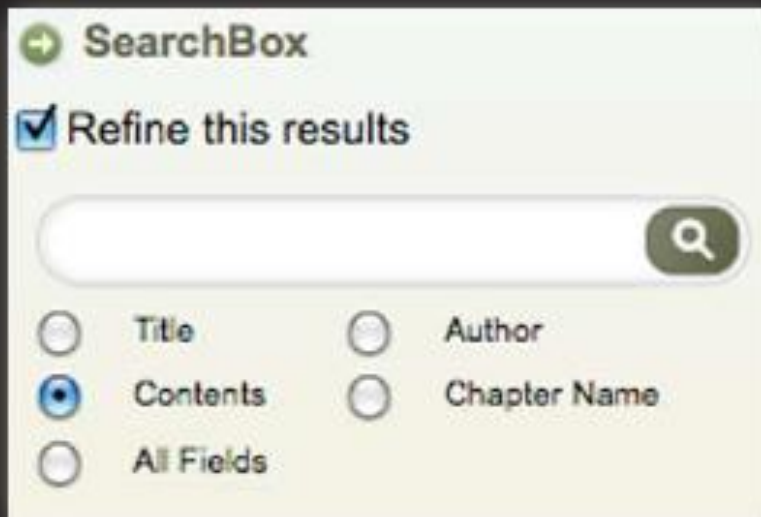 SearchBox
Refine this results
Title Author
Contents Chapter Name
All Fields